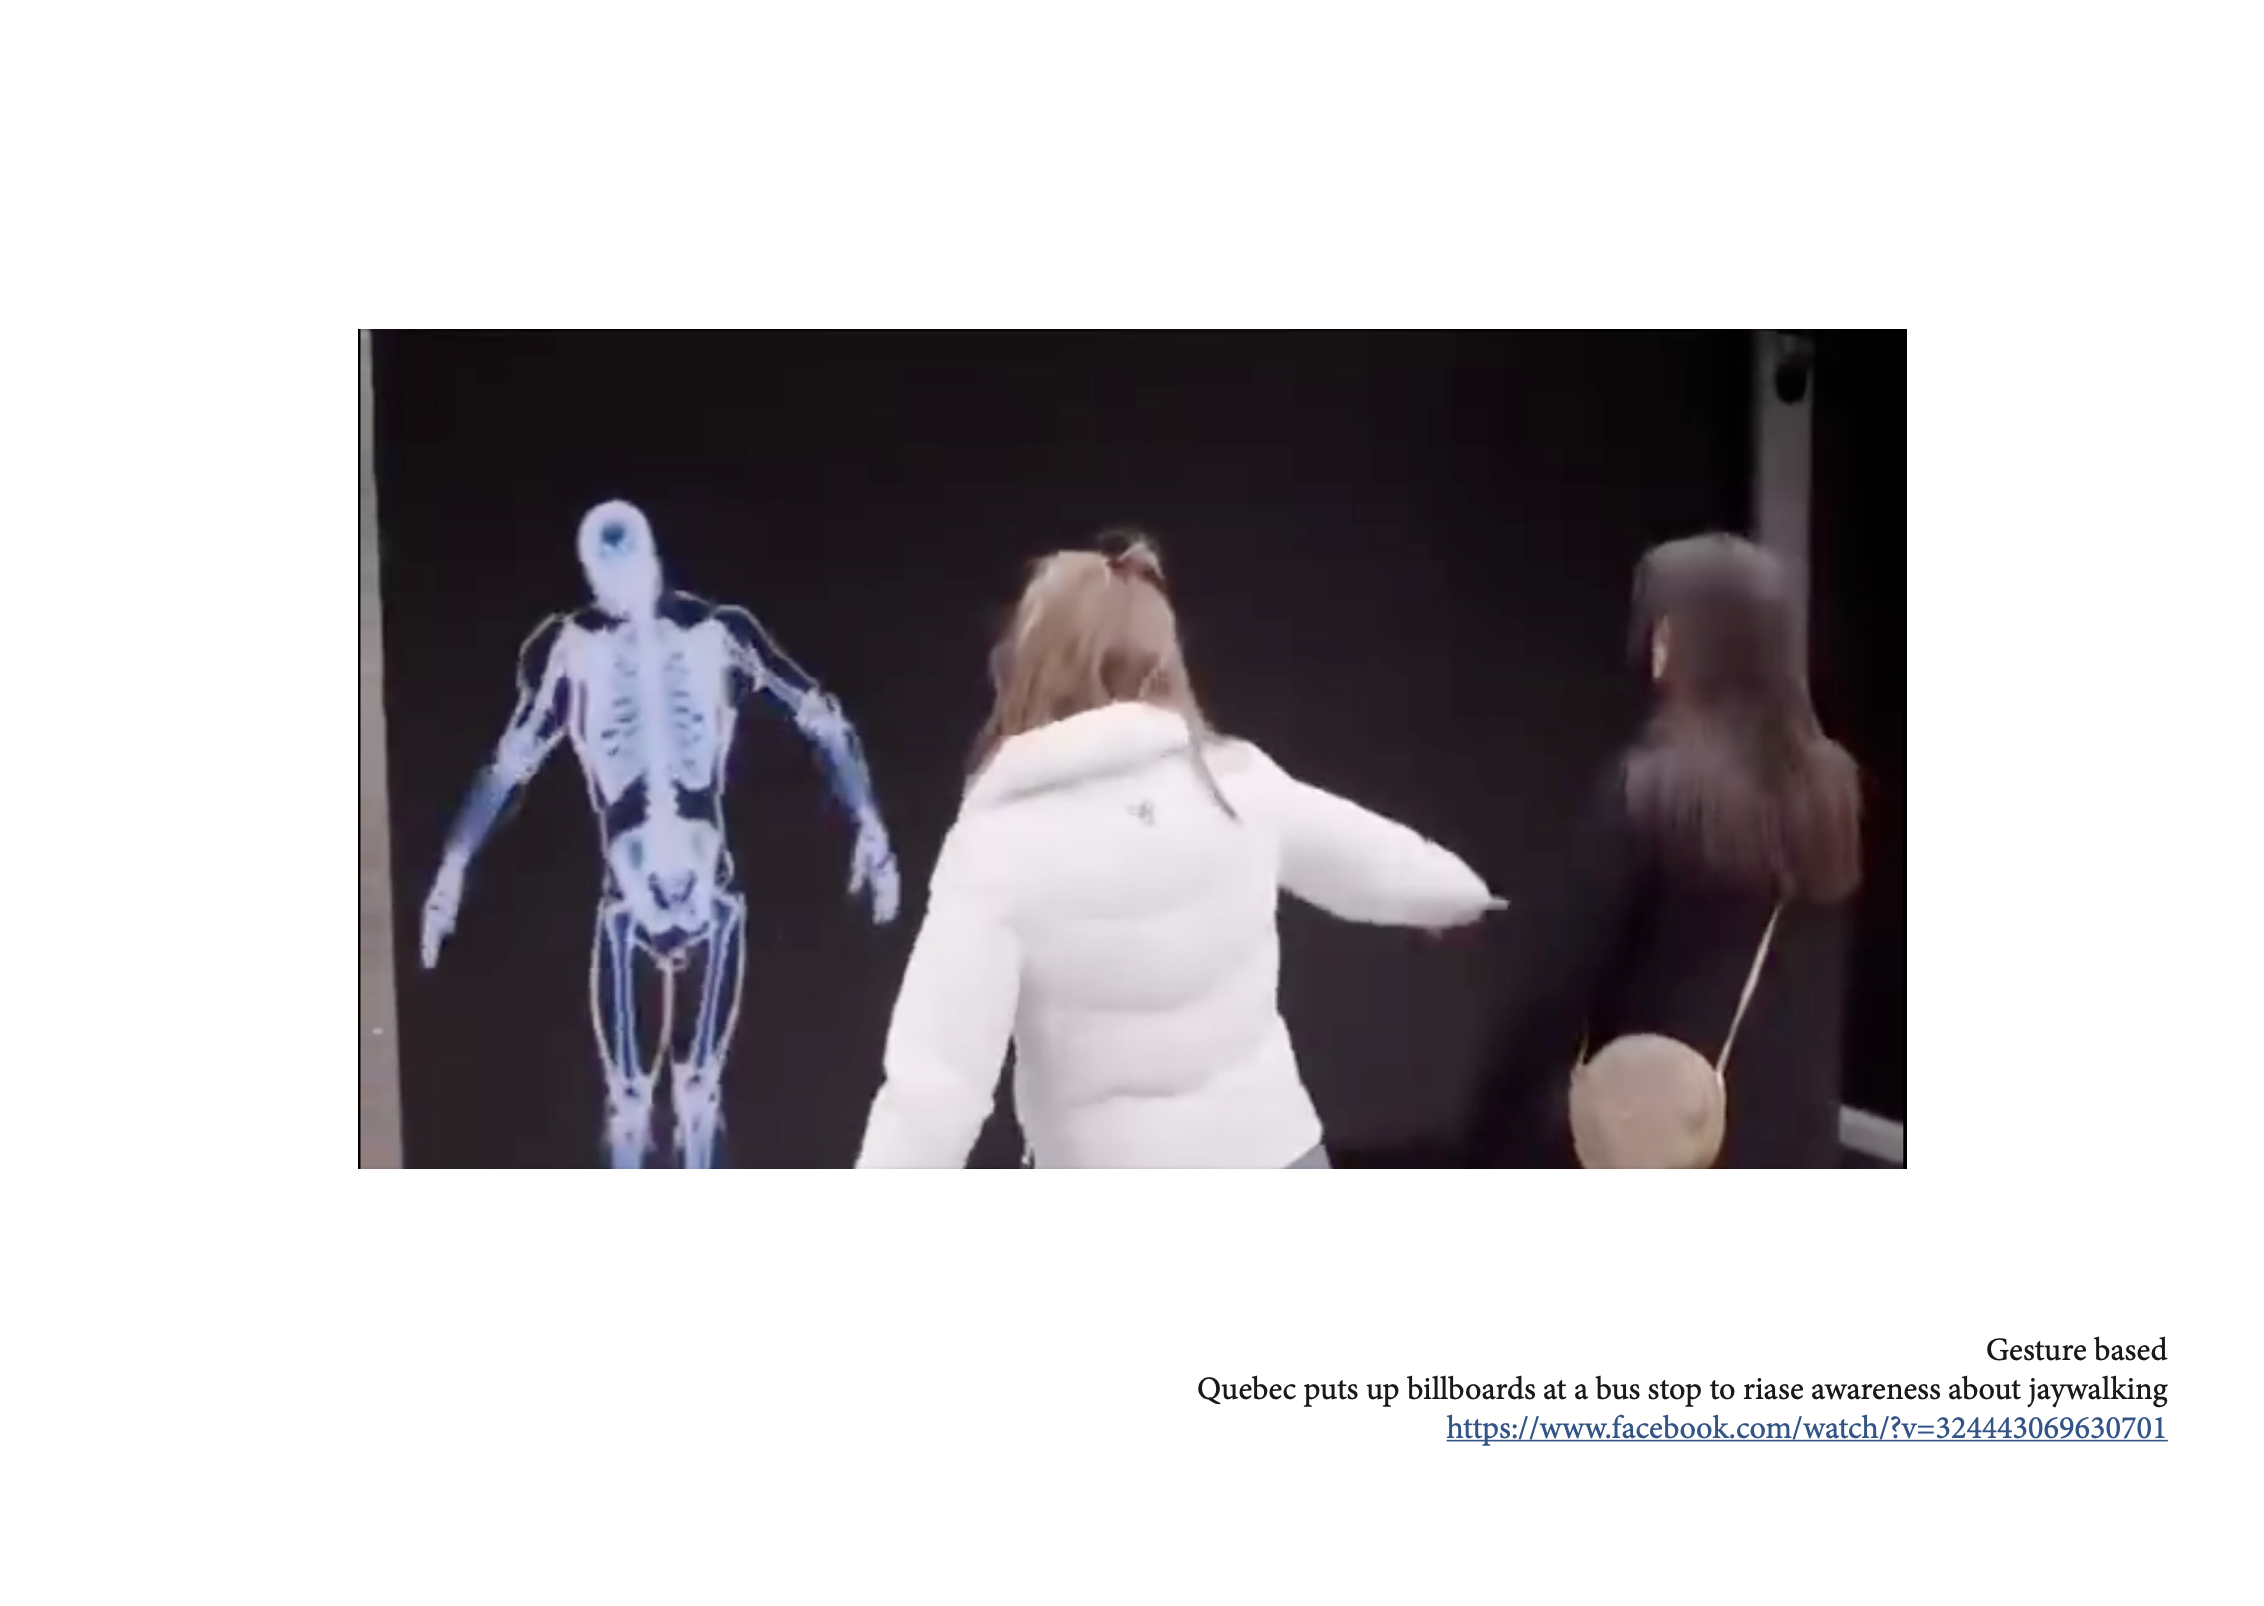 Gesture based
Quebec puts up billboards at a bus stop to riase awareness about jaywalking
https://www.facebook.com/watch/?v=324443069630701